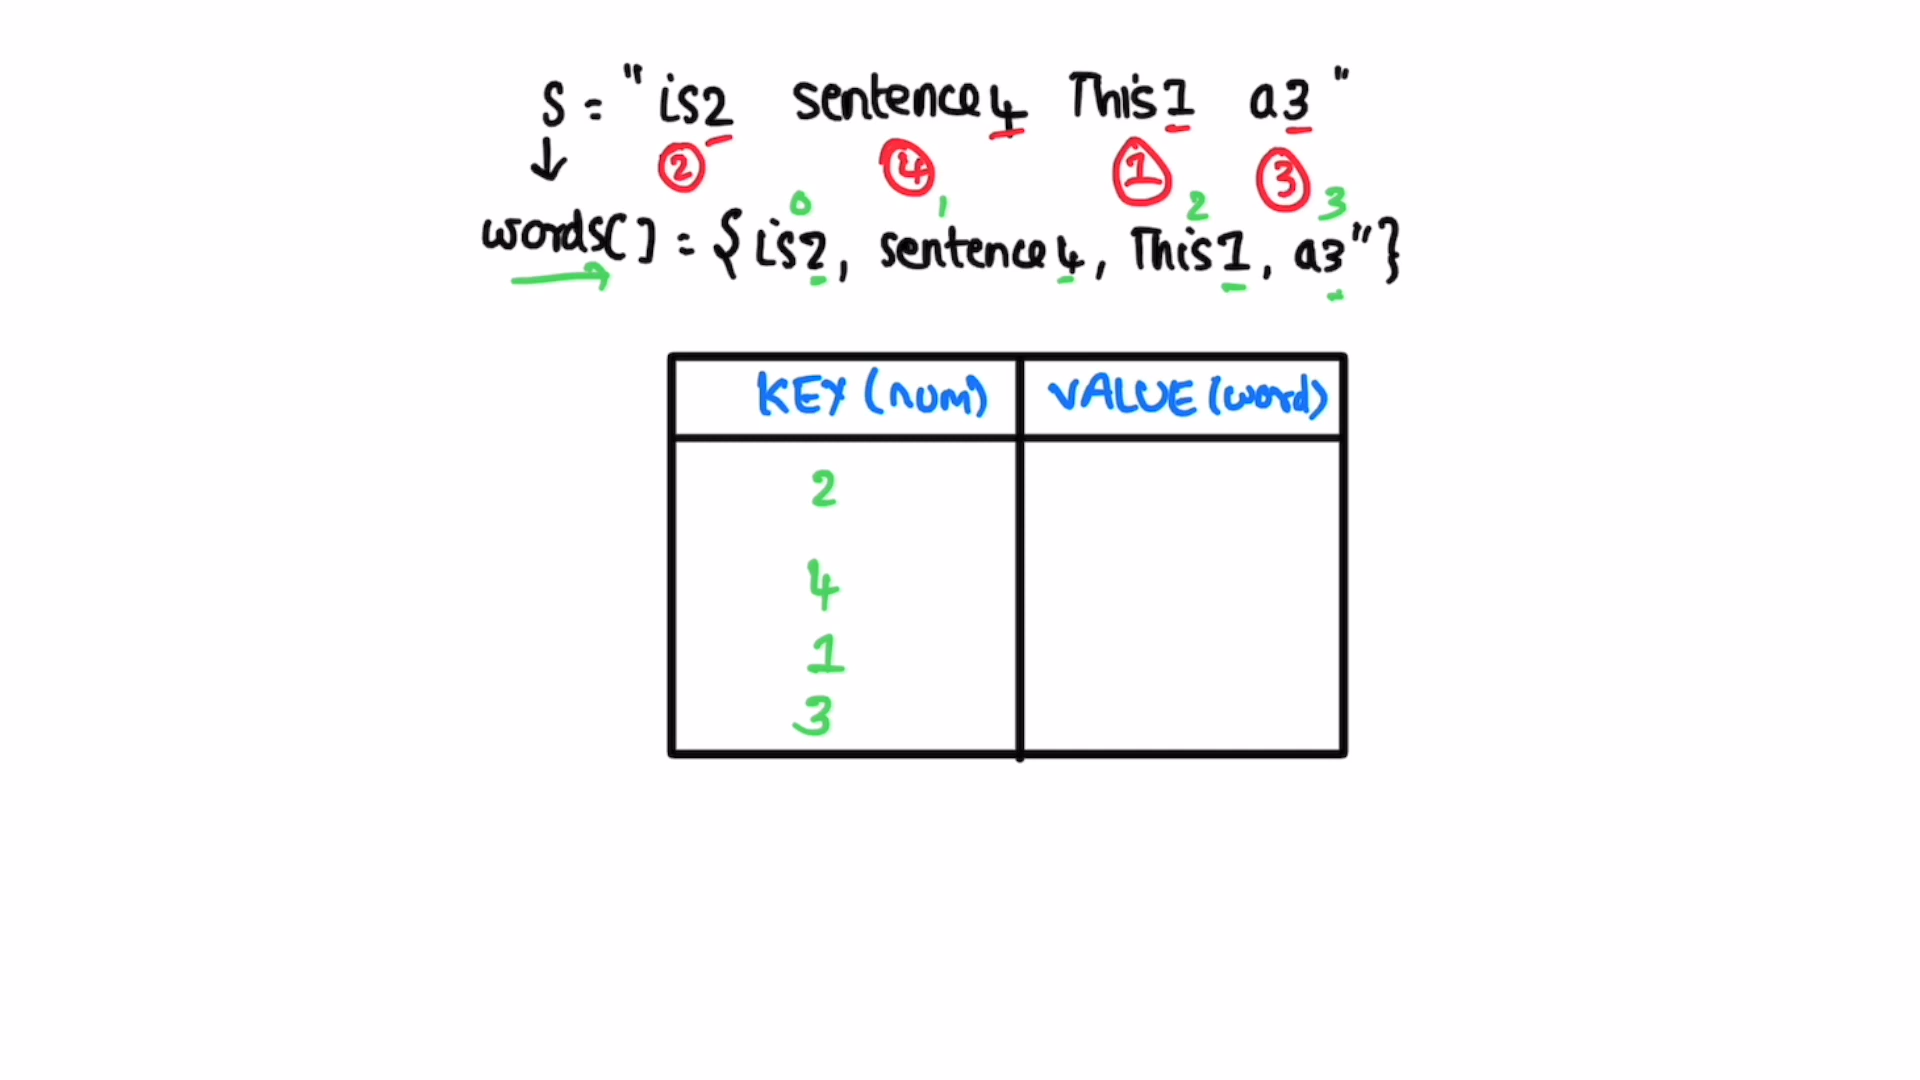 S = "is2 sentence4 This1 a3"
2 4 1 3
0 1 2 3
words[] = {is2, sentence4, This1, a3"}
KEY (num) VALUE (word)
2
4
1
3